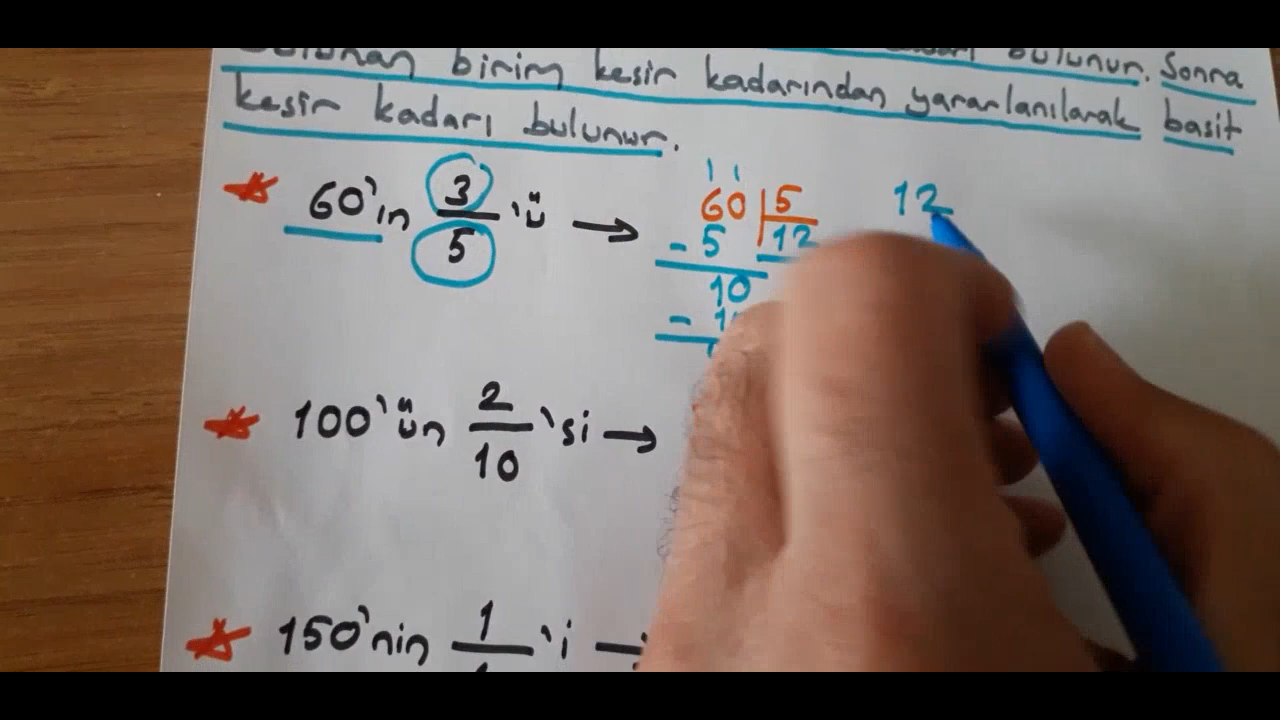 bulunur. Sonra
bulunan birim kesir kadarından yararlanılarak basit
kesir kadarı bulunur.
60'ın 3/5 'ü → 60 | 5 12
- 5 12
10
- 1
100'ün 2/10 'si →
150'nin 1 'i →